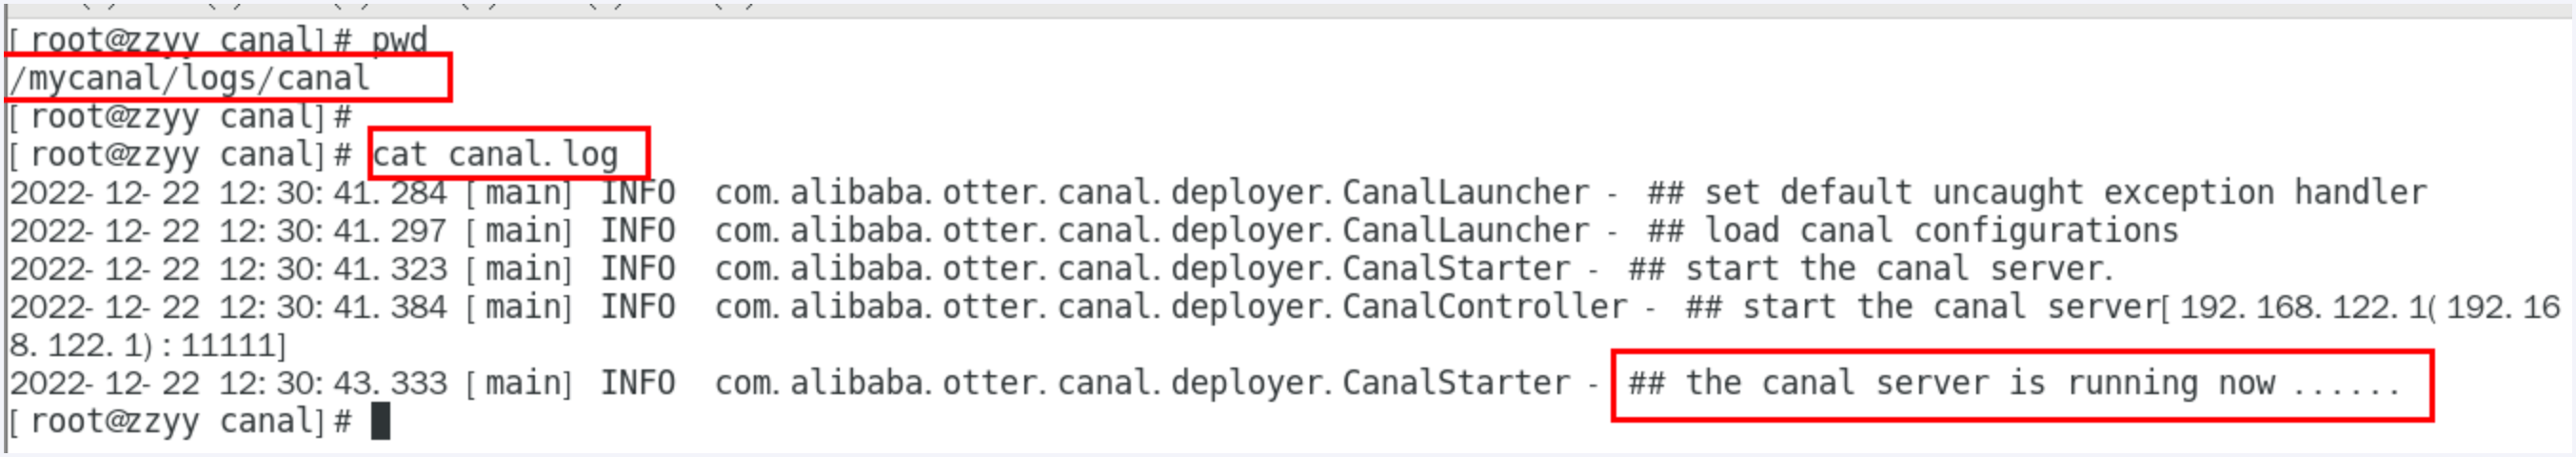 [root@zzyy canal]# pwd
/mycanal/logs/canal
[root@zzyy canal]#
[root@zzyy canal]# cat canal.log
2022-12-22 12:30:41.284 [main] INFO  com.alibaba.otter.canal.deployer.CanalLauncher - ## set default uncaught exception handler
2022-12-22 12:30:41.297 [main] INFO  com.alibaba.otter.canal.deployer.CanalLauncher - ## load canal configurations
2022-12-22 12:30:41.323 [main] INFO  com.alibaba.otter.canal.deployer.CanalStarter - ## start the canal server.
2022-12-22 12:30:41.384 [main] INFO  com.alibaba.otter.canal.deployer.CanalController - ## start the canal server[192.168.122.1(192.16
8.122.1):11111]
2022-12-22 12:30:43.333 [main] INFO  com.alibaba.otter.canal.deployer.CanalStarter - ## the canal server is running now ......
[root@zzyy canal]#